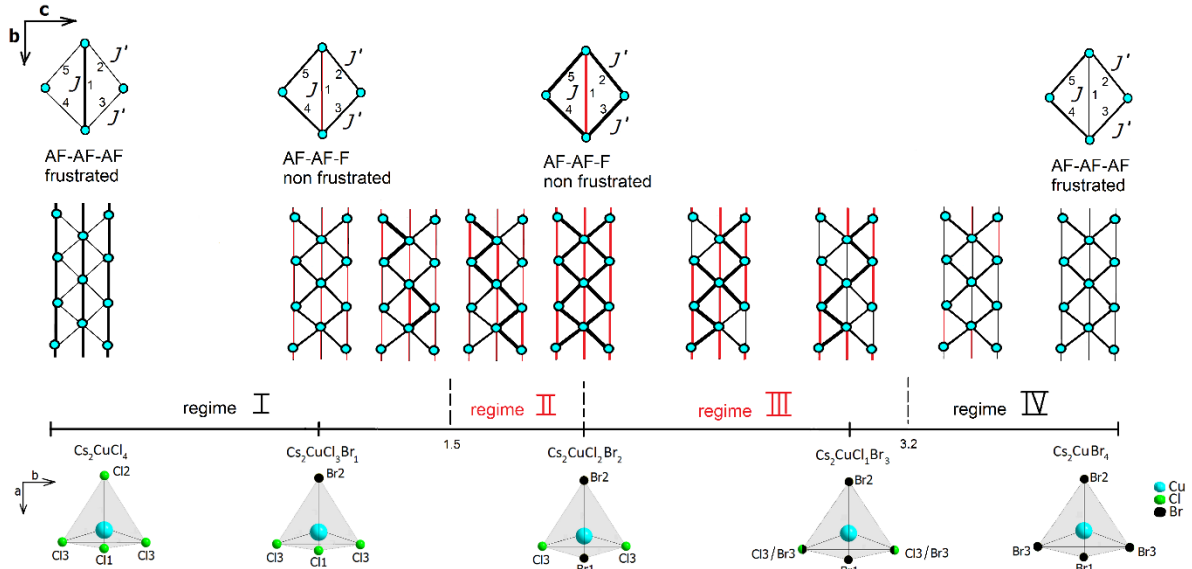 c
b
J'
5 2
J 1
4 3
J'
AF-AF-AF
frustrated
J'
5 2
J 1
4 3
J'
AF-AF-F
non frustrated
J'
5 2
J 1
4 3
J'
AF-AF-F
non frustrated
J'
5 2
J 1
4 3
J'
AF-AF-AF
frustrated
regime I
regime II
regime III
regime IV
1.5
3.2
Cs2CuCl4
Cs2CuCl3Br1
Cs2CuCl2Br2
Cs2CuCl1Br3
Cs2CuBr4
b
a
Cl2
Cl3 Cl1 Cl3
Br2
Cl3 Cl1 Cl3
Br2
Cl3 Br1 Cl3
Br2
Cl3/Br3 Br1 Cl3/Br3
Br2
Br3 Br1 Br3
Cu
Cl
Br